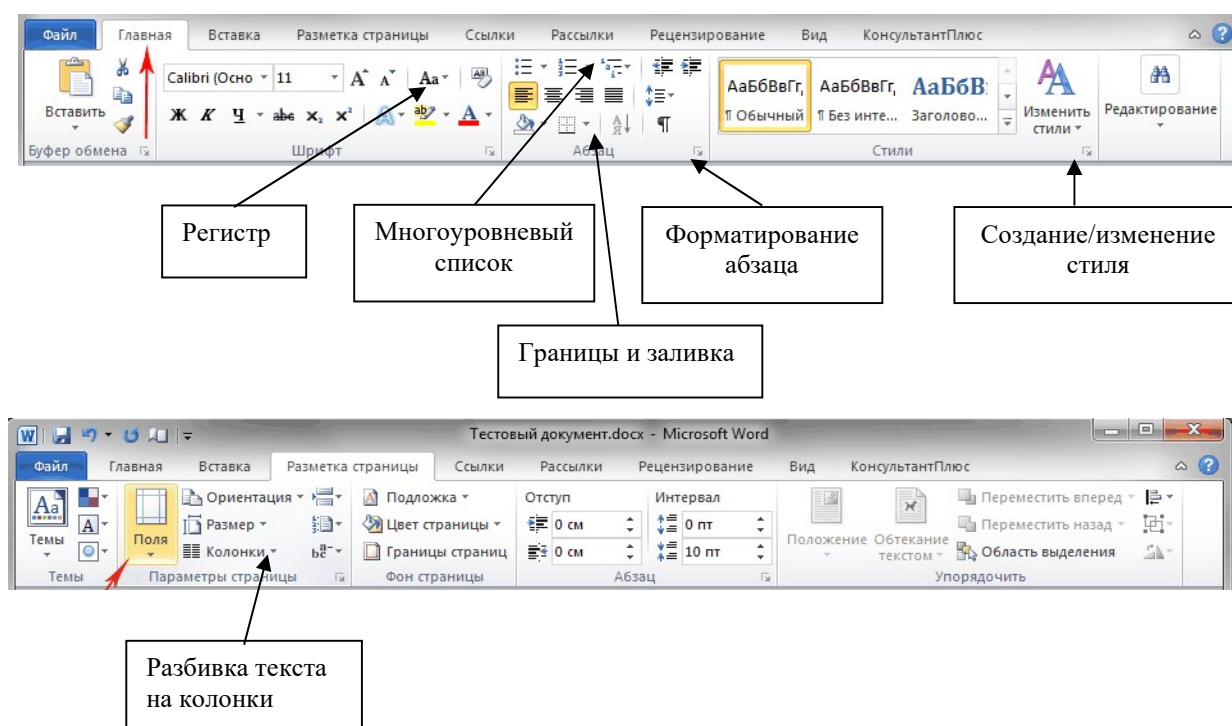 Файл Главная Вставка Разметка страницы Ссылки Рассылки Рецензирование Вид КонсультантПлюс
Calibri (Осно 11 A A Aa
Вставить
Ж К Ч abc x₂ x² A ab A
АаБбВвГг, АаБбВвГг, АаБбВ:
¶ Обычный ¶ Без инте... Заголово...
Изменить стили
Редактирование
Буфер обмена Шрифт Абзац Стили
Регистр
Многоуровневый
список
Форматирование
абзаца
Создание/изменение
стиля
Границы и заливка
W Тестовый документ.docx - Microsoft Word
Файл Главная Вставка Разметка страницы Ссылки Рассылки Рецензирование Вид КонсультантПлюс
Aa
Темы
A
Поля
Ориентация
Размер
Колонки
Подложка
Цвет страницы
Границы страниц
Отступ Интервал
0 см 0 пт
0 см 10 пт
Положение
Обтекание текстом
Переместить вперед
Переместить назад
Область выделения
Темы Параметры страницы Фон страницы Абзац Упорядочить
Разбивка текста
на колонки